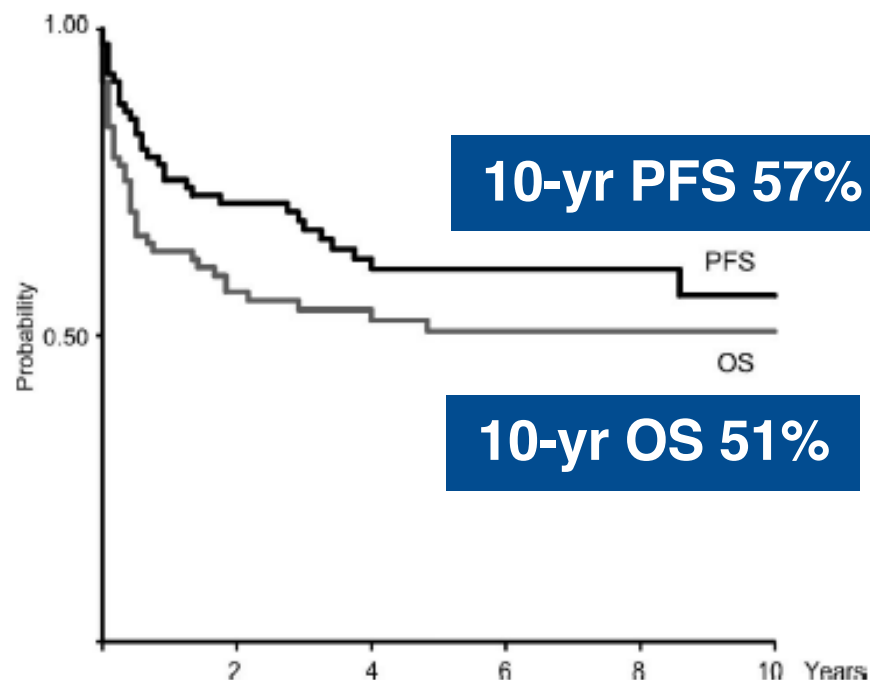 1.00
10-yr PFS 57%
PFS
Probability
0.50
OS
10-yr OS 51%
2 4 6 8 10 Years